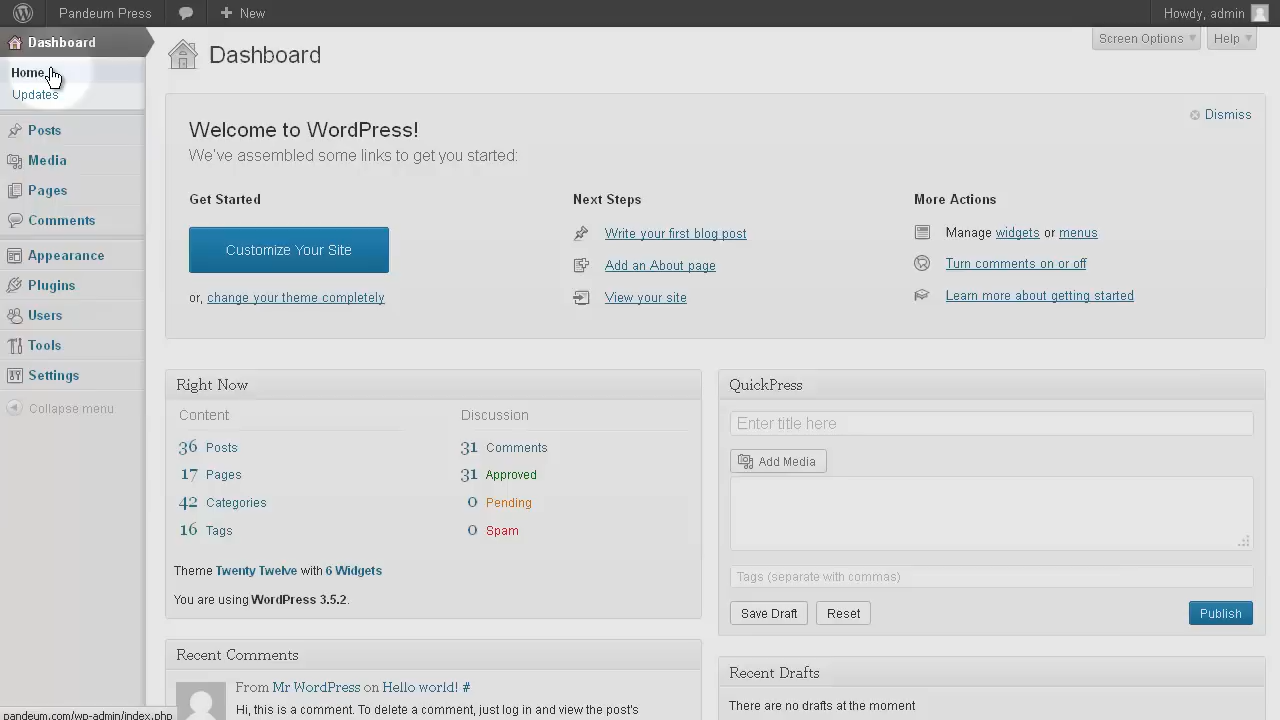 Pandeum Press New Howdy, admin
Dashboard
Home
Updates
Posts
Media
Pages
Comments
Appearance
Plugins
Users
Tools
Settings
Collapse menu
Screen Options Help
Dashboard
Dismiss
Welcome to WordPress!
We've assembled some links to get you started:
Get Started
Customize Your Site
or, change your theme completely
Next Steps
Write your first blog post
Add an About page
View your site
More Actions
Manage widgets or menus
Turn comments on or off
Learn more about getting started
Right Now
Content
36 Posts
17 Pages
42 Categories
16 Tags
Discussion
31 Comments
31 Approved
0 Pending
0 Spam
Theme Twenty Twelve with 6 Widgets
You are using WordPress 3.5.2.
Recent Comments
From Mr WordPress on Hello world! #
Hi, this is a comment. To delete a comment, just log in and view the post's
QuickPress
Enter title here
Add Media
Tags (separate with commas)
Save Draft Reset Publish
Recent Drafts
There are no drafts at the moment
pandeum.com/wp-admin/index.php